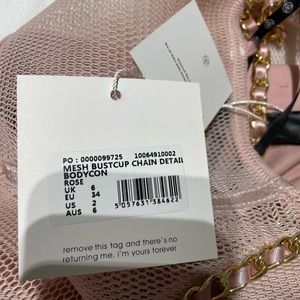 PO : 0000099725 10064910002
MESH BUSTCUP CHAIN DETAIL
BODYCON
ROSE
UK 6
EU 34
US 2
AUS 6
5 057631 384622
remove this tag and there's no
returning me. i'm yours forever